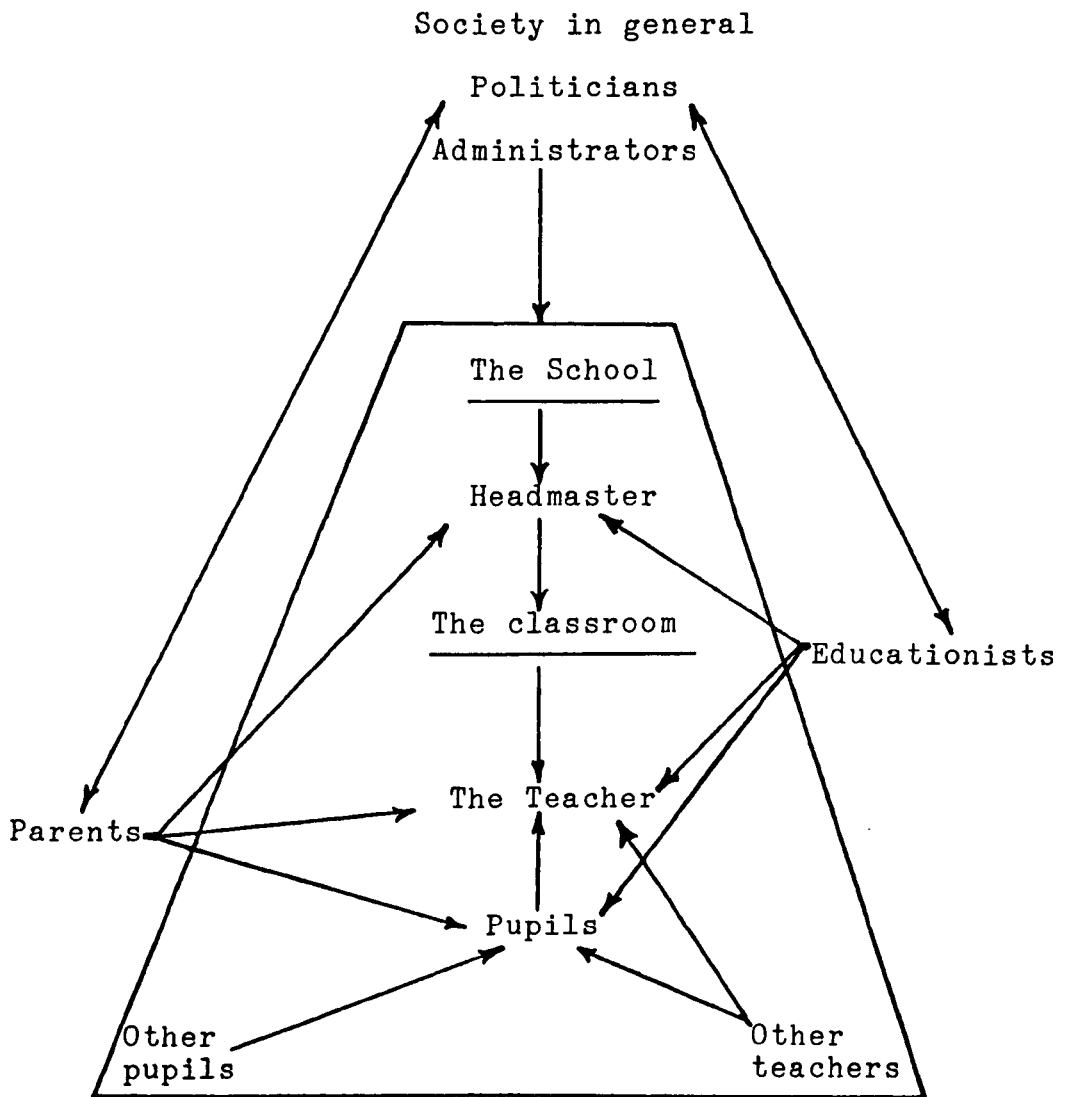 Society in general
Politicians
Administrators
The School
Headmaster
The classroom
Educationists
The Teacher
Parents
Pupils
Other
pupils
Other
teachers